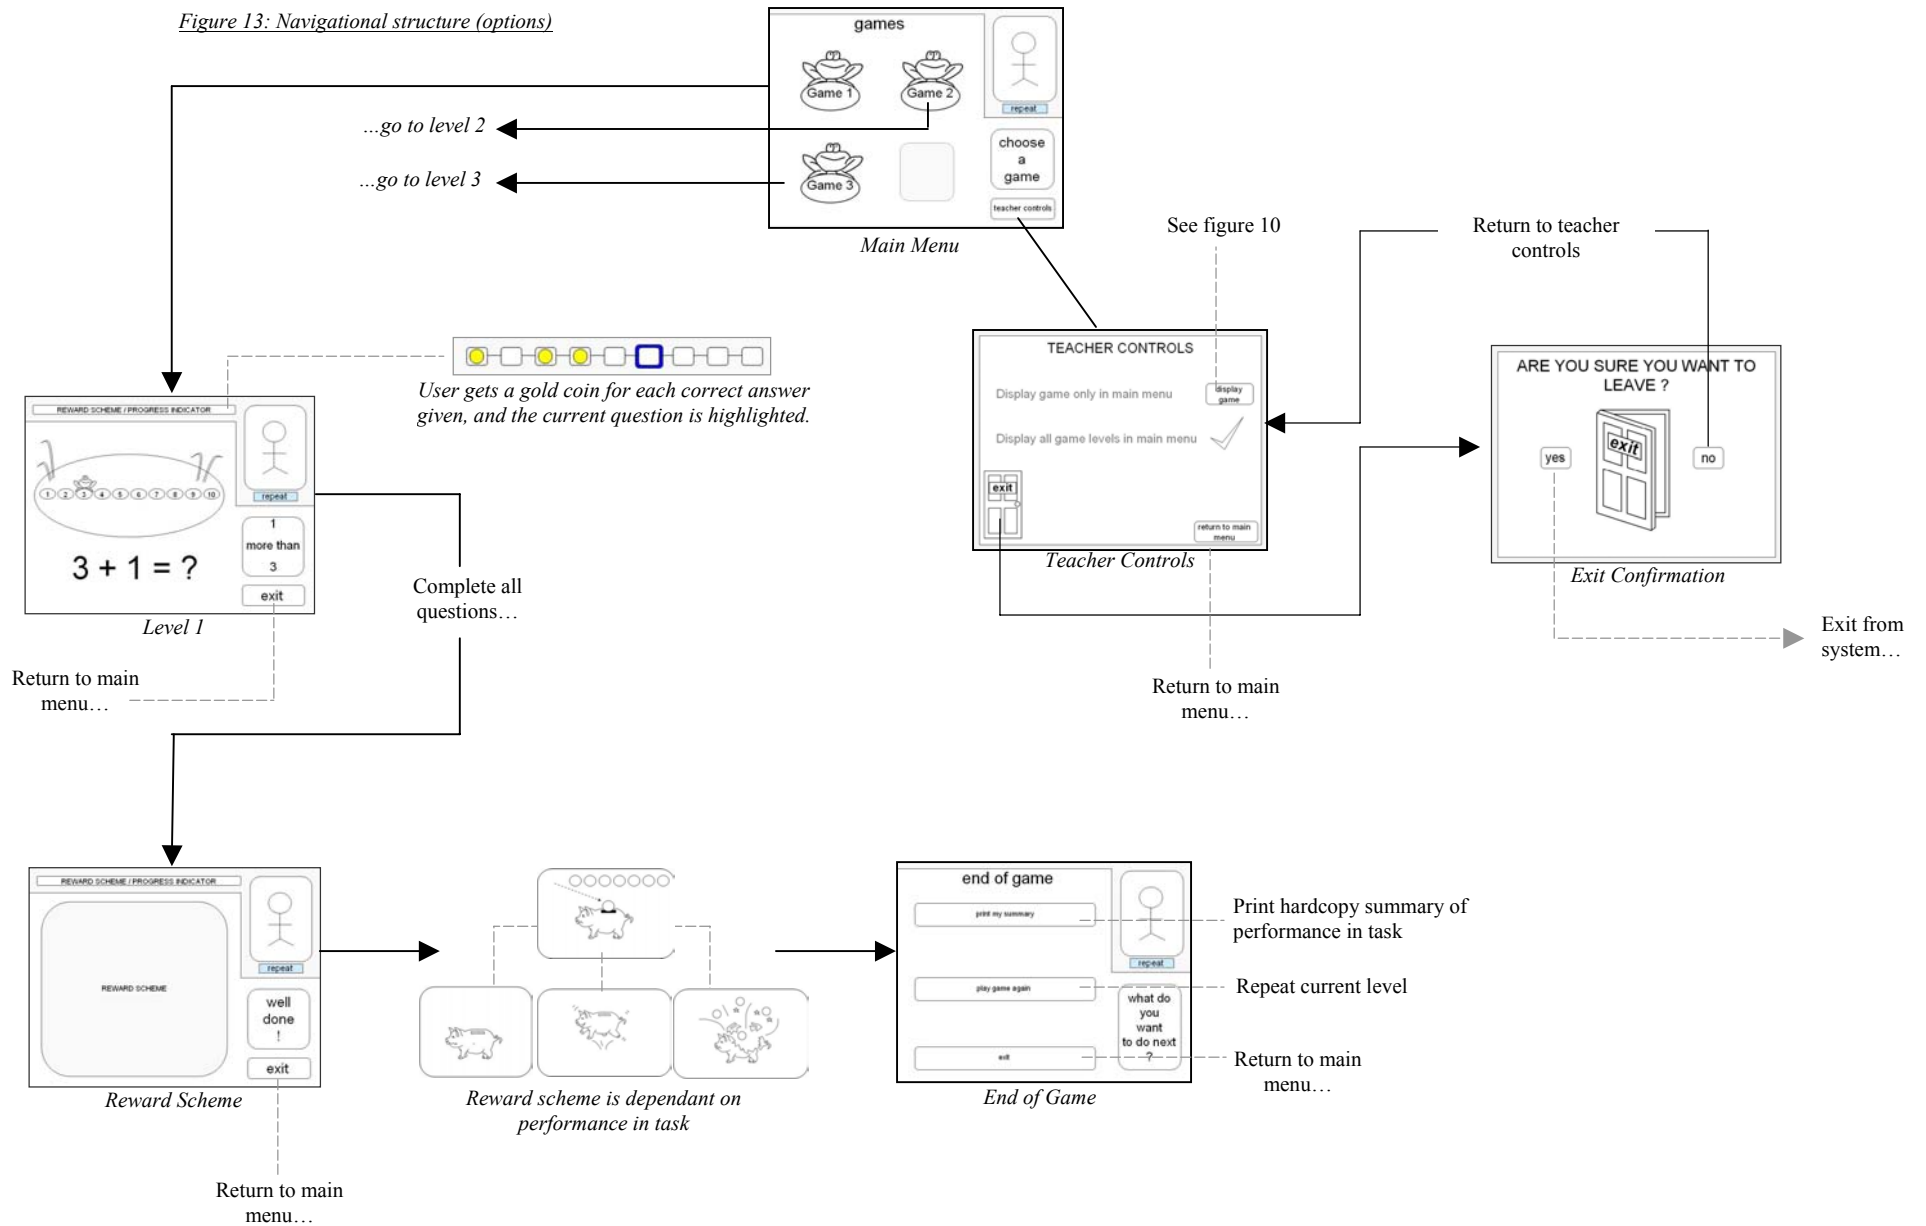 Figure 13: Navigational structure (options)
games
Game 1
Game 2
repeat
...go to level 2
choose
a
game
...go to level 3
Game 3
teacher controls
Main Menu
See figure 10
Return to teacher
controls
TEACHER CONTROLS
Display game only in main menu
display
game
Display all game levels in main menu
exit
return to main
menu
Teacher Controls
ARE YOU SURE YOU WANT TO
LEAVE ?
exit
yes
no
Exit Confirmation
Exit from
system…
Return to main
menu…
User gets a gold coin for each correct answer
given, and the current question is highlighted.
REWARD SCHEME / PROGRESS INDICATOR
1 2 3 4 5 6 7 8 9 10
repeat
1
more than
3
3 + 1 = ?
exit
Level 1
Complete all
questions…
Return to main
menu…
REWARD SCHEME / PROGRESS INDICATOR
REWARD SCHEME
repeat
well
done
!
exit
Reward Scheme
Return to main
menu…
Reward scheme is dependant on
performance in task
end of game
print my summary
play game again
exit
repeat
what do
you
want
to do next
?
End of Game
Print hardcopy summary of
performance in task
Repeat current level
Return to main
menu…